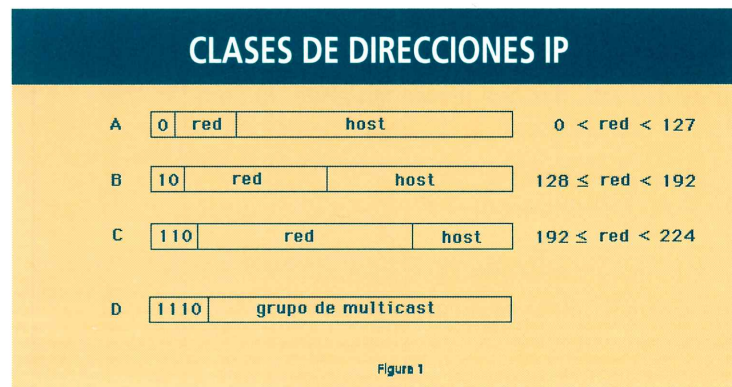 CLASES DE DIRECCIONES IP
A 0 red host 0 < red < 127
B 10 red host 128 ≤ red < 192
C 110 red host 192 ≤ red < 224
D 1110 grupo de multicast
Figura 1